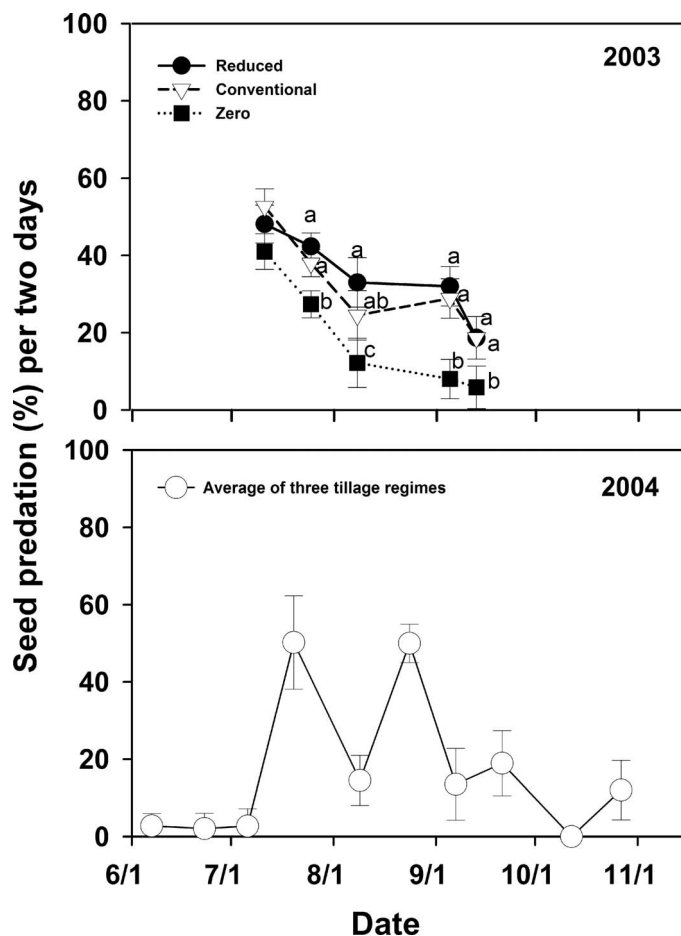 Seed predation (%) per two days
100
80
60
40
20
0
2003
Reduced
Conventional
Zero
a
a
b
a
ab
c
a
a
b
a
a
b
100
80
60
40
20
0
2004
Average of three tillage regimes
6/1 7/1 8/1 9/1 10/1 11/1
Date